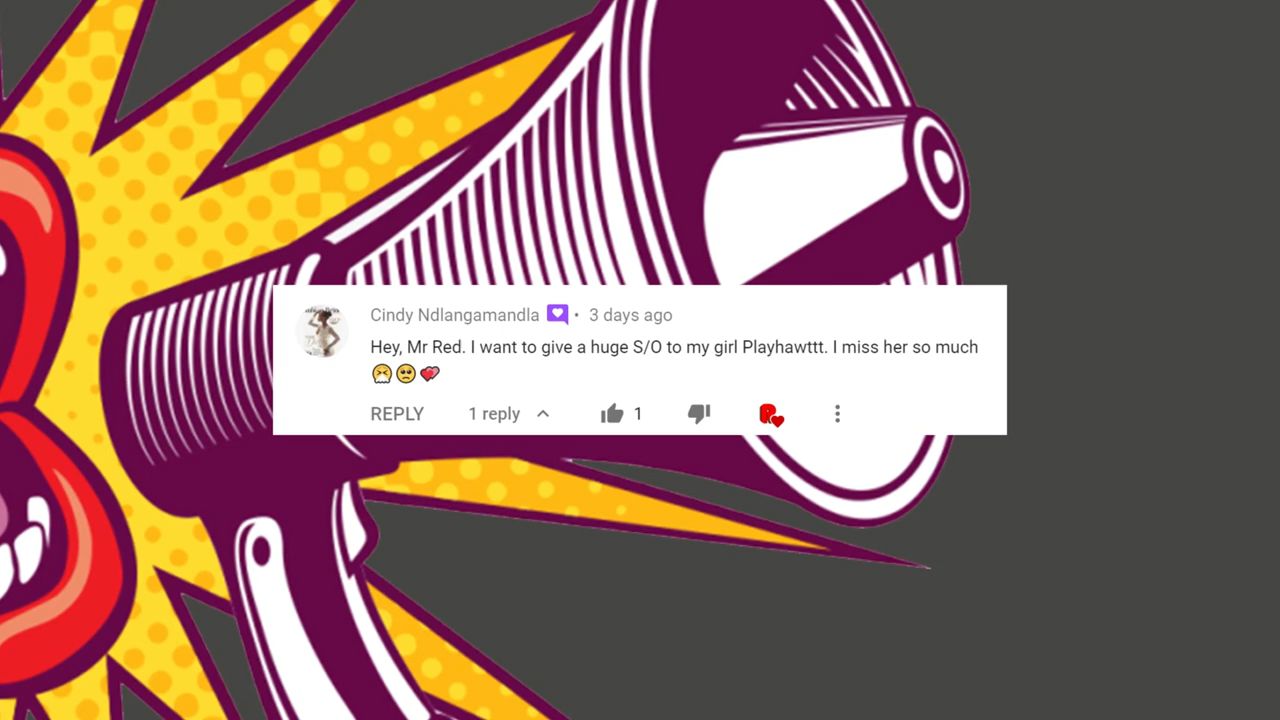 Cindy Ndlangamandla • 3 days ago
Hey, Mr Red. I want to give a huge S/O to my girl Playhawttt. I miss her so much
🤧🥺💕
REPLY 1 reply 1